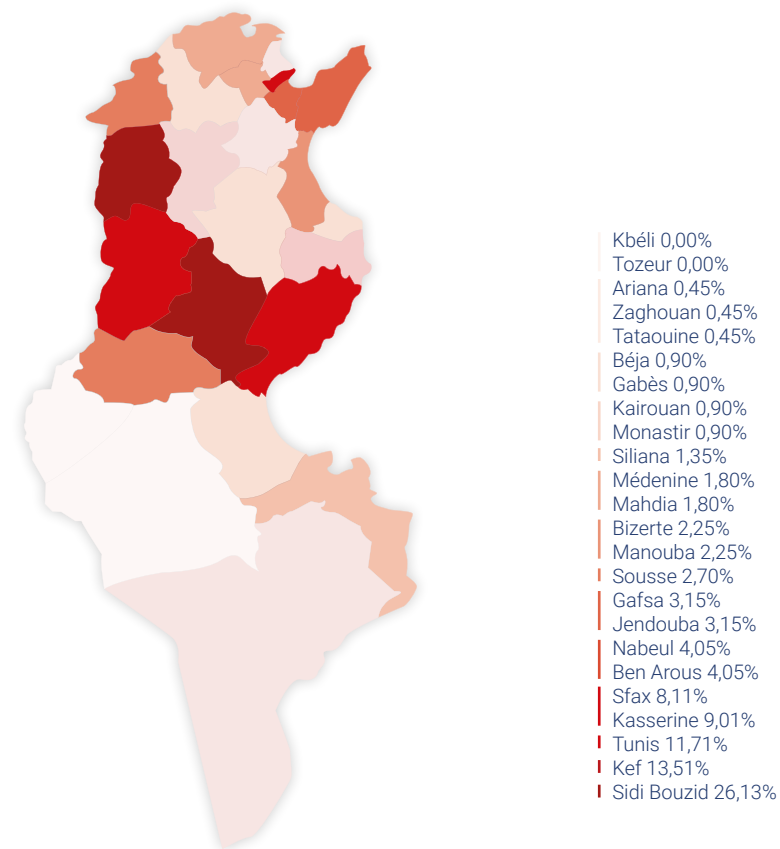 Kbéli 0,00%
Tozeur 0,00%
Ariana 0,45%
Zaghouan 0,45%
Tataouine 0,45%
Béja 0,90%
Gabès 0,90%
Kairouan 0,90%
Monastir 0,90%
Siliana 1,35%
Médenine 1,80%
Mahdia 1,80%
Bizerte 2,25%
Manouba 2,25%
Sousse 2,70%
Gafsa 3,15%
Jendouba 3,15%
Nabeul 4,05%
Ben Arous 4,05%
Sfax 8,11%
Kasserine 9,01%
Tunis 11,71%
Kef 13,51%
Sidi Bouzid 26,13%